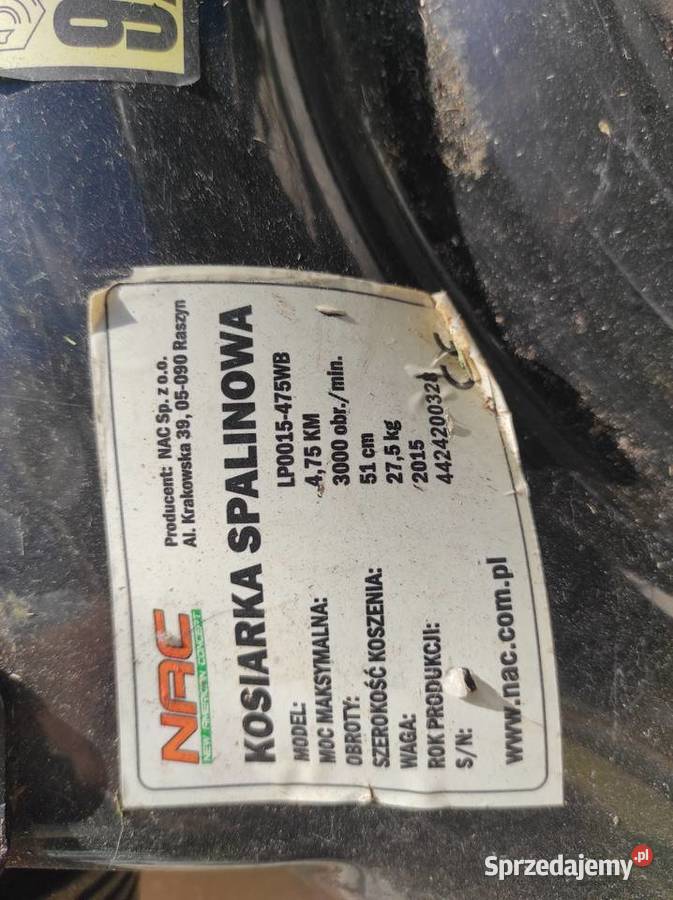 96
NAC
NEW AMERICAN CONCEPT
Producent: NAC Sp. z o.o.
Al. Krakowska 39, 05-090 Raszyn
KOSIARKA SPALINOWA
MODEL: LP0015-475WB
MOC MAKSYMALNA: 4,75 KM
OBROTY: 3000 obr./min.
SZEROKOŚĆ KOSZENIA: 51 cm
WAGA: 27,5 kg
ROK PRODUKCJI: 2015
S/N:
www.nac.com.pl
CE
Sprzedajemy.pl